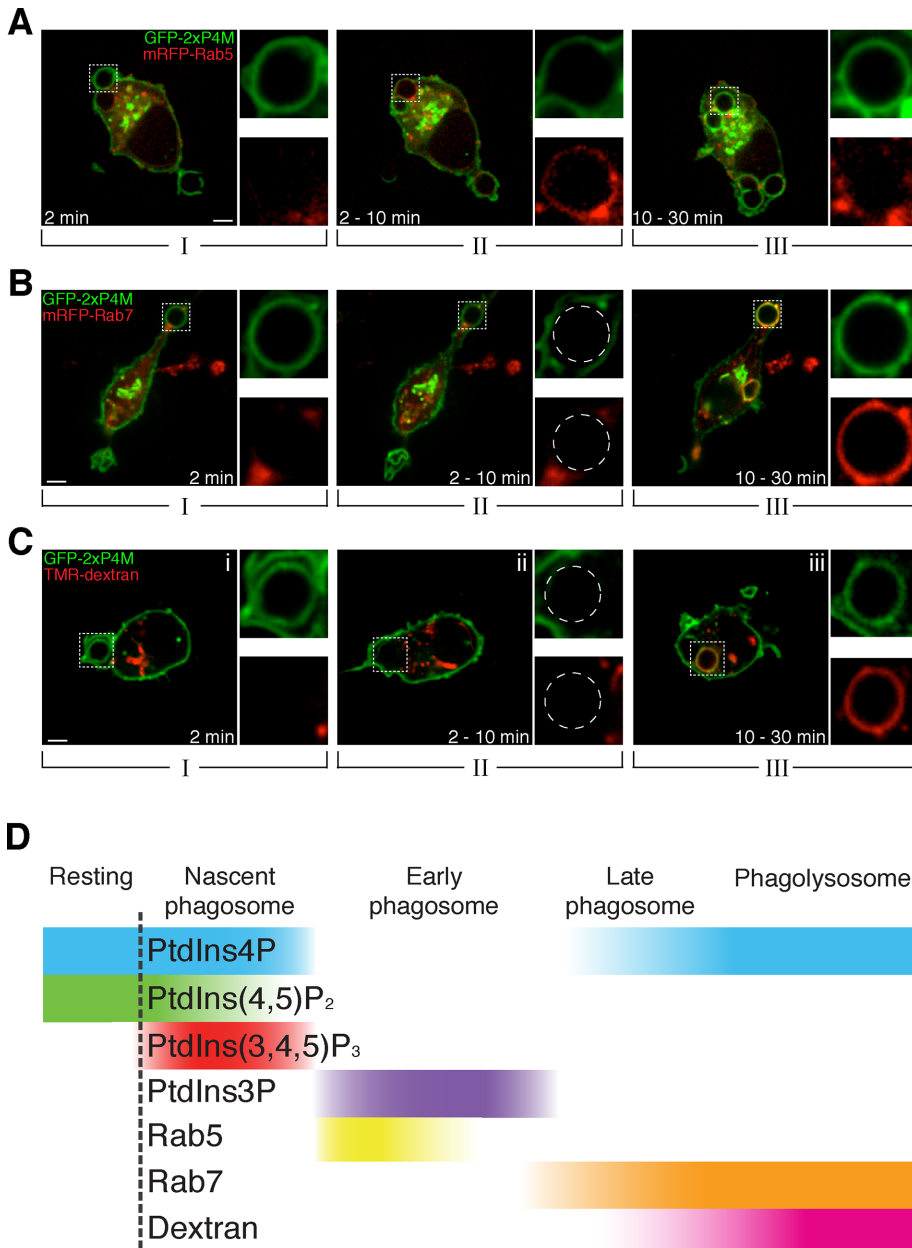 A
GFP-2xP4M
mRFP-Rab5
2 min
2 - 10 min
10 - 30 min
I
II
III
B
GFP-2xP4M
mRFP-Rab7
2 min
2 - 10 min
10 - 30 min
I
II
III
C
GFP-2xP4M
TMR-dextran
i
ii
iii
2 min
2 - 10 min
10 - 30 min
I
II
III
D
Resting
Nascent
phagosome
Early
phagosome
Late
phagosome
Phagolysosome
PtdIns4P
PtdIns(4,5)P₂
PtdIns(3,4,5)P₃
PtdIns3P
Rab5
Rab7
Dextran